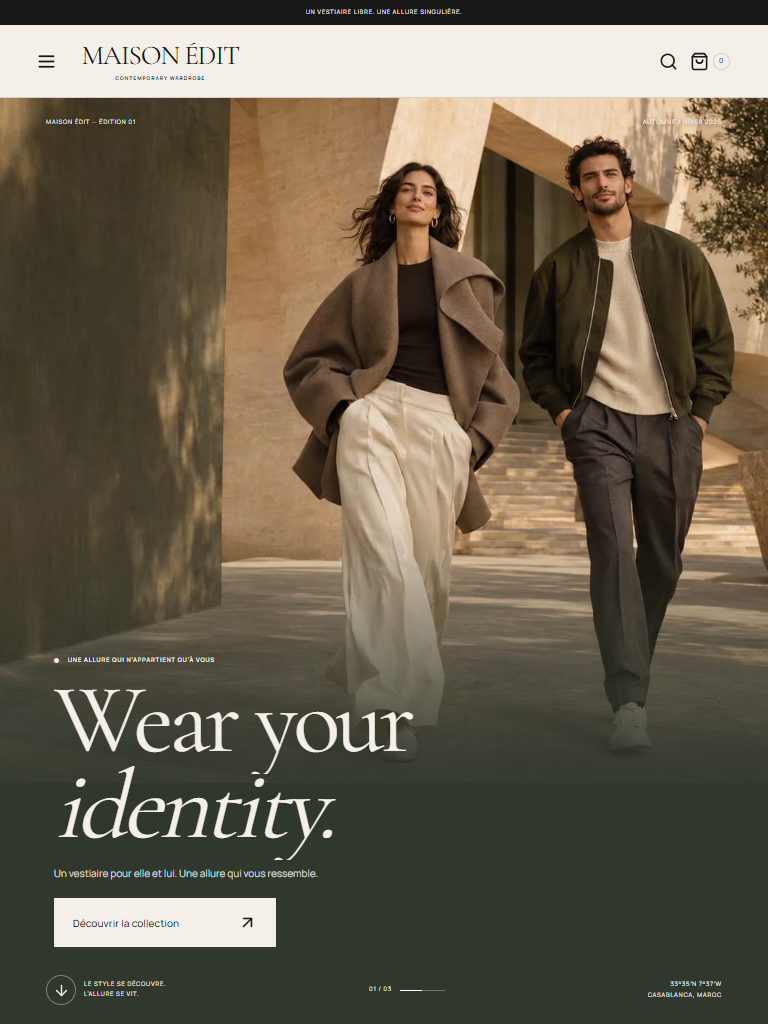 UN VESTIAIRE LIBRE. UNE ALLURE SINGULIÈRE.
MAISON ÉDIT
CONTEMPORARY WARDROBE
0
MAISON ÉDIT — ÉDITION 01
AUTOMNE / HIVER 2026
UNE ALLURE QUI N'APPARTIENT QU'À VOUS
Wear your
identity.
Un vestiaire pour elle et lui. Une allure qui vous ressemble.
Découvrir la collection
LE STYLE SE DÉCOUVRE.
L'ALLURE SE VIT.
01 / 03
33°35'N 7°37'W
CASABLANCA, MAROC